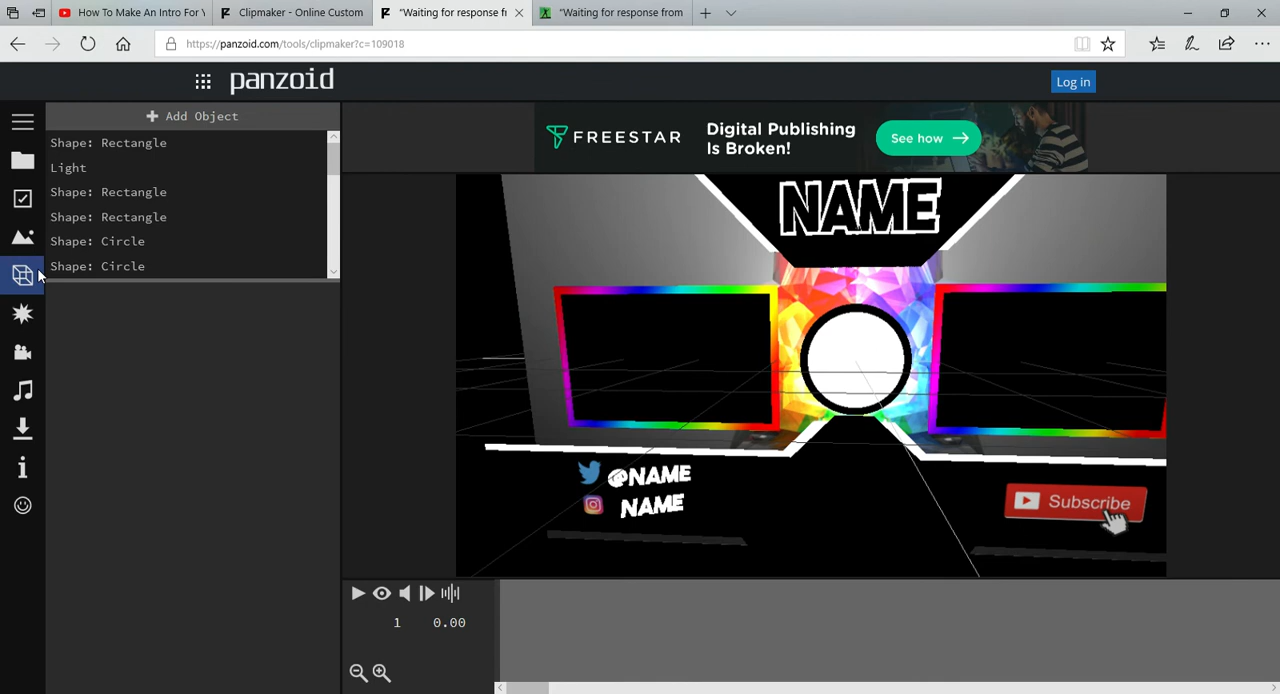 How To Make An Intro For Y
Clipmaker - Online Custom
"Waiting for response fr
"Waiting for response from
https://panzoid.com/tools/clipmaker?c=109018
panzoid
Log in
Add Object
Shape: Rectangle
Light
Shape: Rectangle
Shape: Rectangle
Shape: Circle
Shape: Circle
FREESTAR
Digital Publishing
Is Broken!
See how
NAME
@NAME
NAME
Subscribe
1 0.00